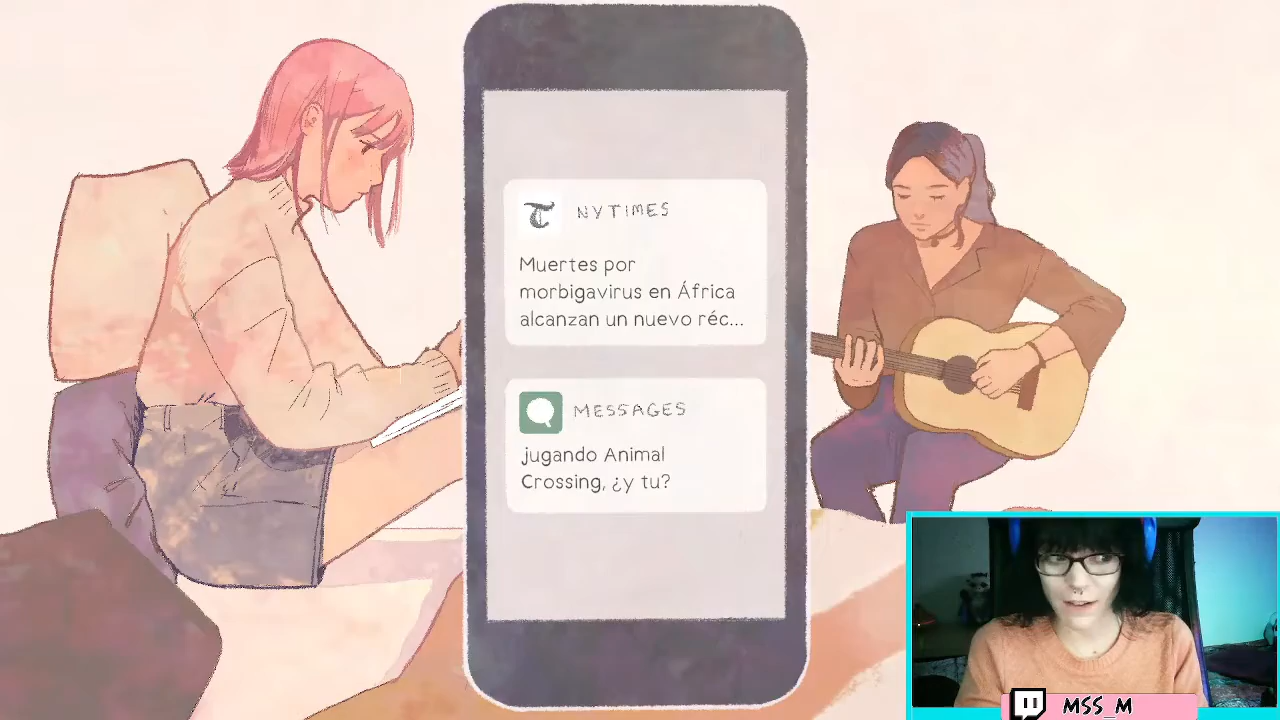 NYTIMES
Muertes por
morbigavirus en África
alcanzan un nuevo réc...
MESSAGES
jugando Animal
Crossing, ¿y tu?
MSS_M